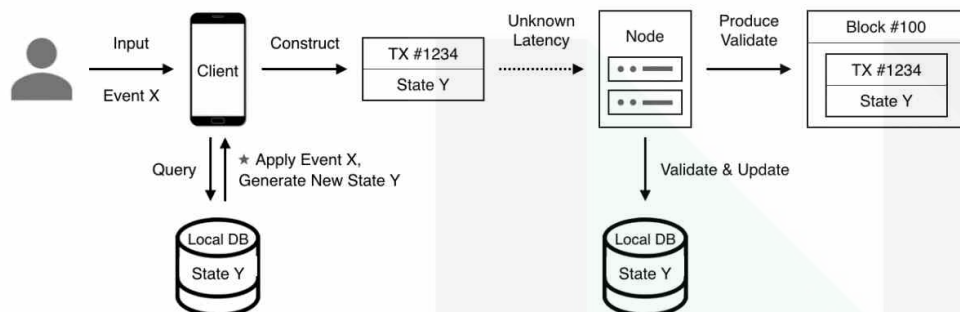 Input
Event X
Client
Construct
TX #1234
State Y
Unknown
Latency
Node
Produce
Validate
Block #100
TX #1234
State Y
Query
★ Apply Event X,
Generate New State Y
Validate & Update
Local DB
State Y
Local DB
State Y